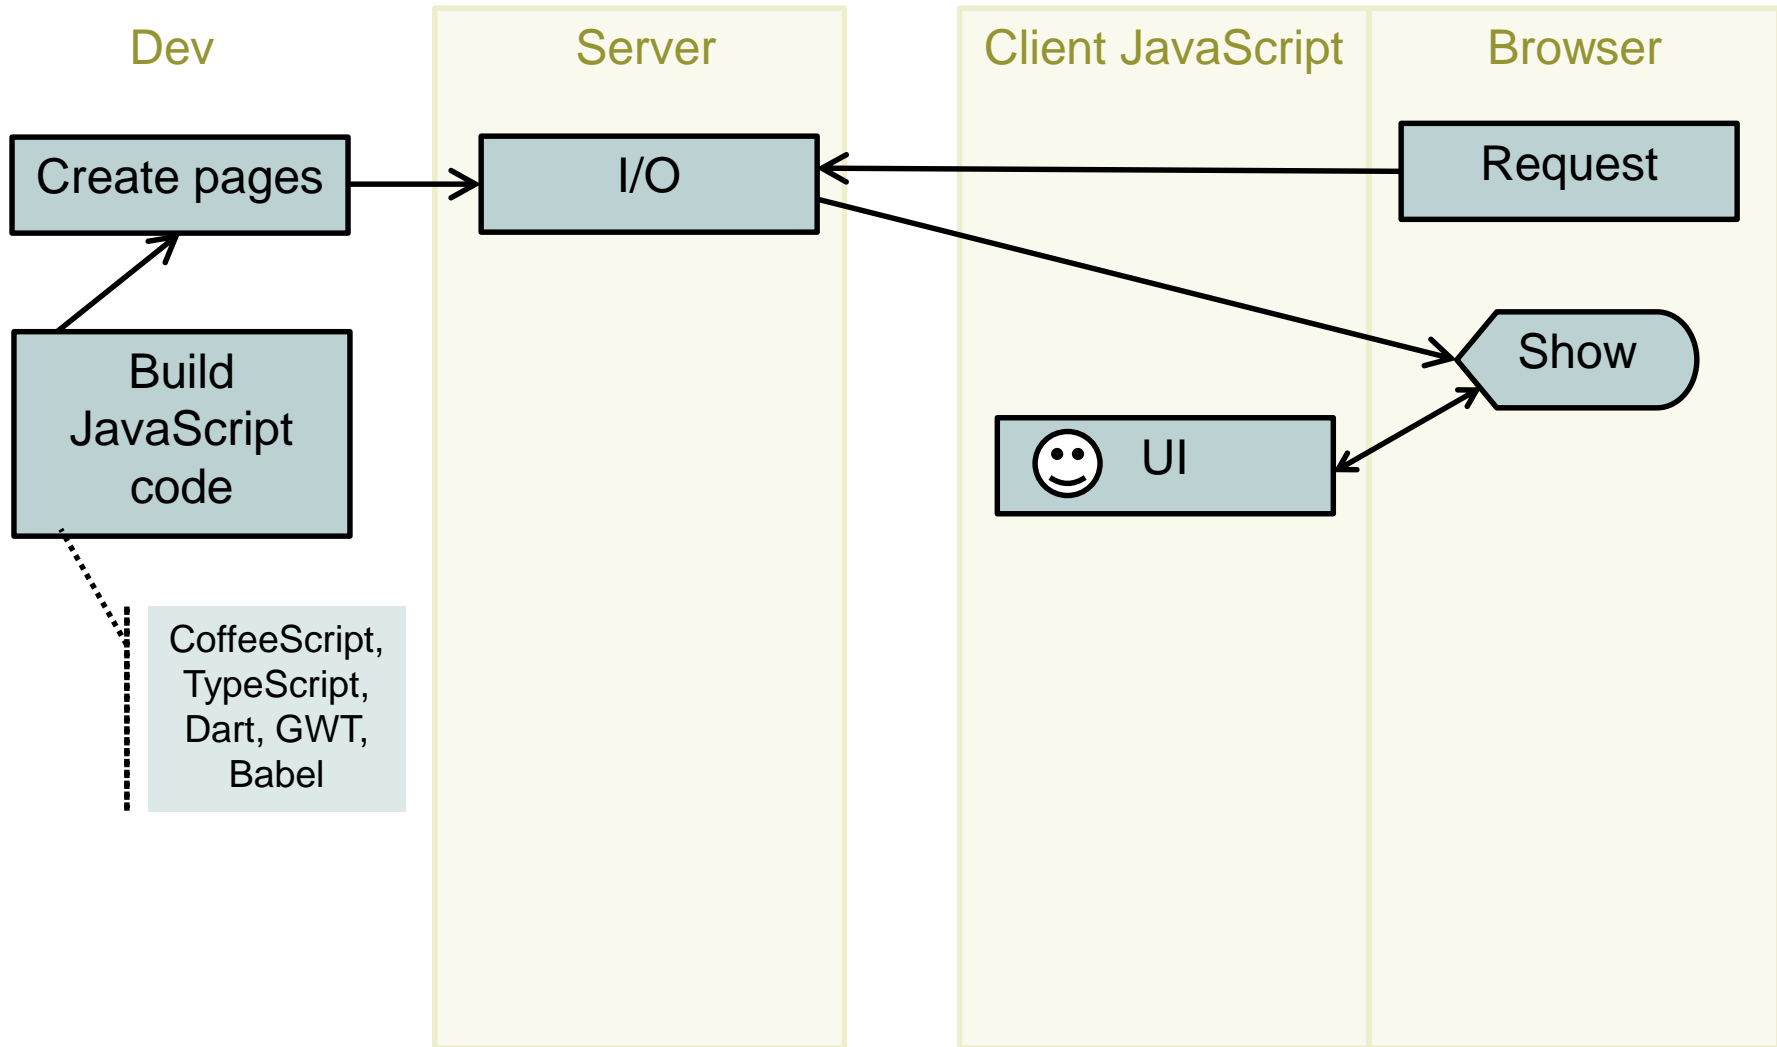 Dev
Server
Client JavaScript
Browser
Create pages
I/O
Request
Build
JavaScript
code
Show
UI
CoffeeScript,
TypeScript,
Dart, GWT,
Babel